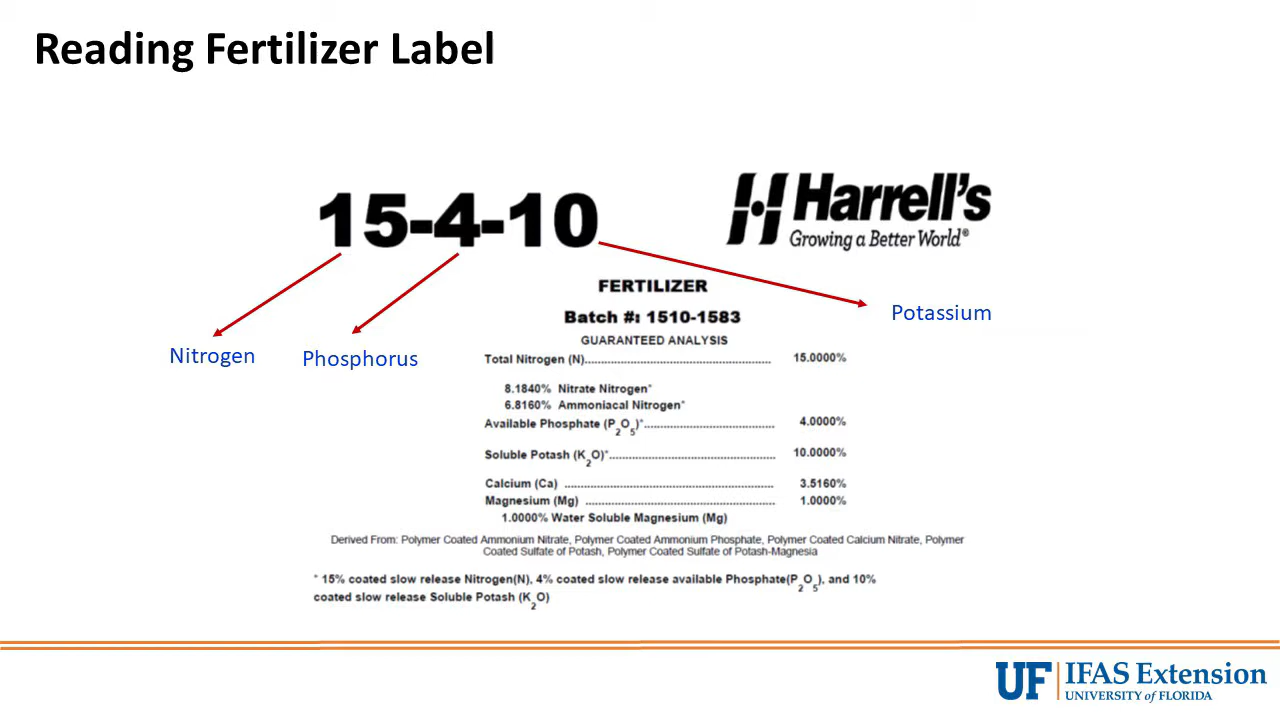 Reading Fertilizer Label
15-4-10
Harrell's
Growing a Better World®
FERTILIZER
Batch #: 1510-1583
GUARANTEED ANALYSIS
Nitrogen
Phosphorus
Potassium
Total Nitrogen (N)............................................................ 15.0000%
8.1840% Nitrate Nitrogen*
6.8160% Ammoniacal Nitrogen*
Available Phosphate (P2O5)*.......................................... 4.0000%
Soluble Potash (K2O)*..................................................... 10.0000%
Calcium (Ca) .................................................................... 3.5160%
Magnesium (Mg) ............................................................. 1.0000%
1.0000% Water Soluble Magnesium (Mg)
Derived From: Polymer Coated Ammonium Nitrate, Polymer Coated Ammonium Phosphate, Polymer Coated Calcium Nitrate, Polymer
Coated Sulfate of Potash, Polymer Coated Sulfate of Potash-Magnesia
* 15% coated slow release Nitrogen(N), 4% coated slow release available Phosphate(P2O5), and 10%
coated slow release Soluble Potash (K2O)
UF IFAS Extension
UNIVERSITY of FLORIDA